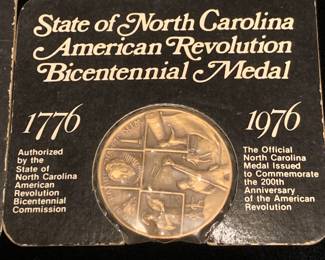 State of North Carolina
American Revolution
Bicentennial Medal
1776
Authorized
by the
State of
North Carolina
American
Revolution
Bicentennial
Commission
1976
The Official
North Carolina
Medal Issued
to Commemorate
the 200th
Anniversary
of the American
Revolution